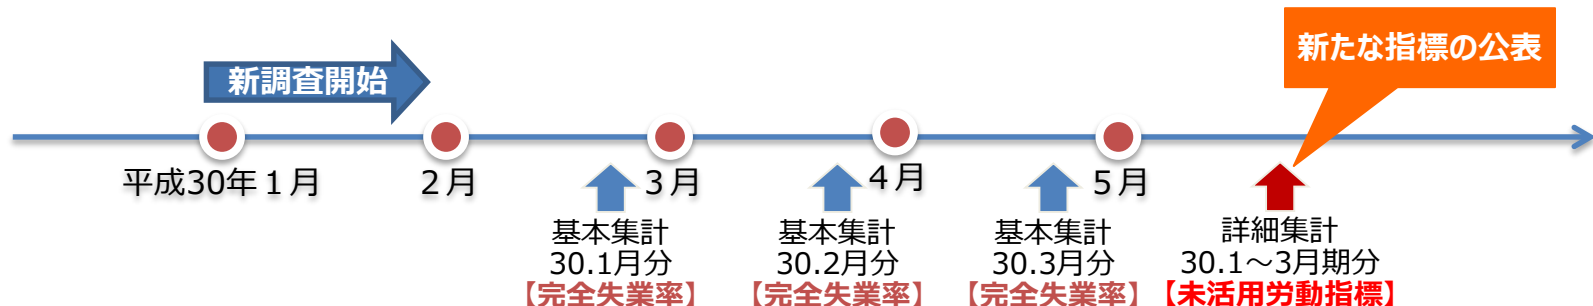 新たな指標の公表
新調査開始
平成30年１月
２月
３月
４月
５月
基本集計
30.1月分
【完全失業率】
基本集計
30.2月分
【完全失業率】
基本集計
30.3月分
【完全失業率】
詳細集計
30.1～3月期分
【未活用労働指標】